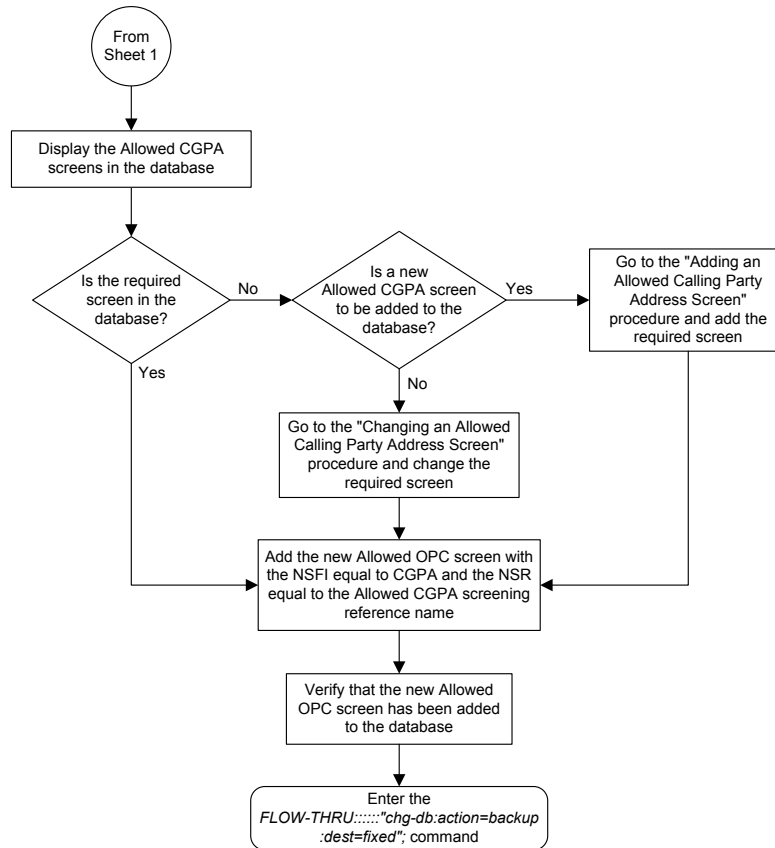 From
Sheet 1
Display the Allowed CGPA
screens in the database
Is the required
screen in the
database?
No
Yes
Is a new
Allowed CGPA screen
to be added to the
database?
Yes
No
Go to the "Adding an
Allowed Calling Party
Address Screen"
procedure and add the
required screen
Go to the "Changing an Allowed
Calling Party Address Screen"
procedure and change the
required screen
Add the new Allowed OPC screen with
the NSFI equal to CGPA and the NSR
equal to the Allowed CGPA screening
reference name
Verify that the new Allowed
OPC screen has been added
to the database
Enter the
FLOW-THRU::::::"chg-db:action=backup
:dest=fixed"; command